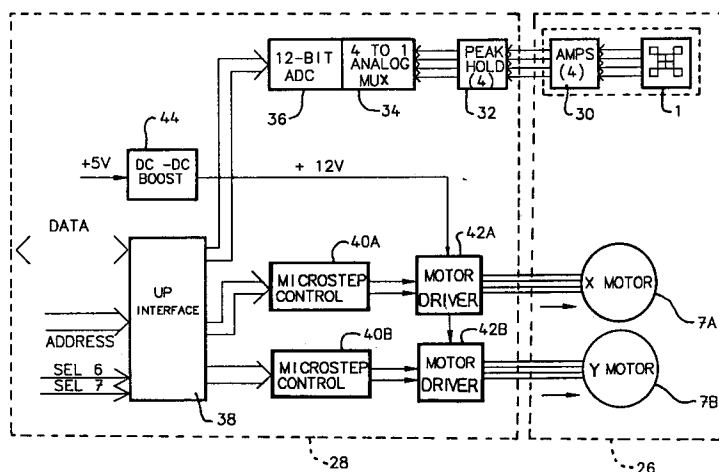 12-BIT
ADC
4 TO 1
ANALOG
MUX
PEAK
HOLD
(4)
AMPS
(4)
36
34
32
30
1
44
+5V
DC -DC
BOOST
+ 12V
DATA
UP
INTERFACE
ADDRESS
SEL 6
SEL 7
38
40A
MICROSTEP
CONTROL
42A
MOTOR
DRIVER
X MOTOR
7A
40B
MICROSTEP
CONTROL
42B
MOTOR
DRIVER
Y MOTOR
7B
28
26